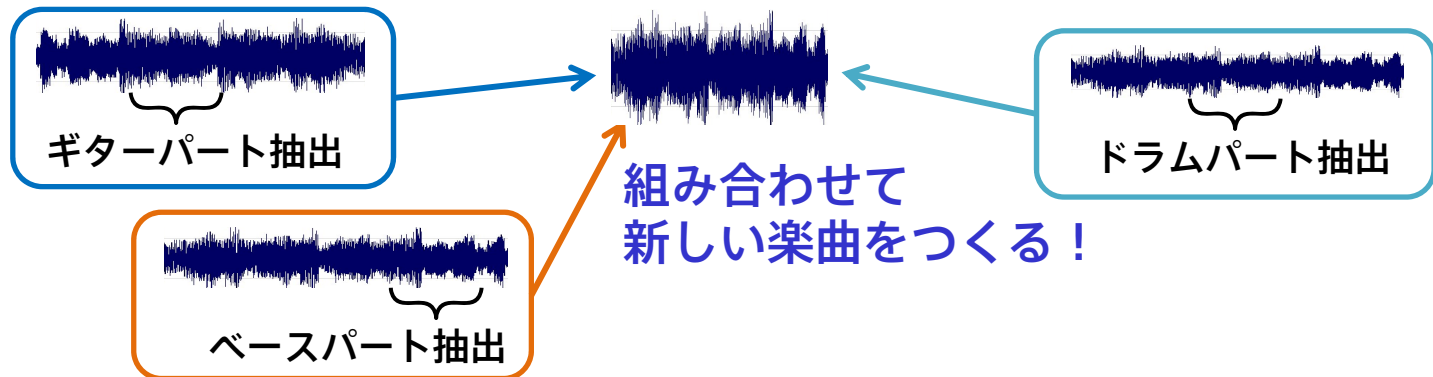 ギターパート抽出
ドラムパート抽出
組み合わせて
新しい楽曲をつくる！
ベースパート抽出